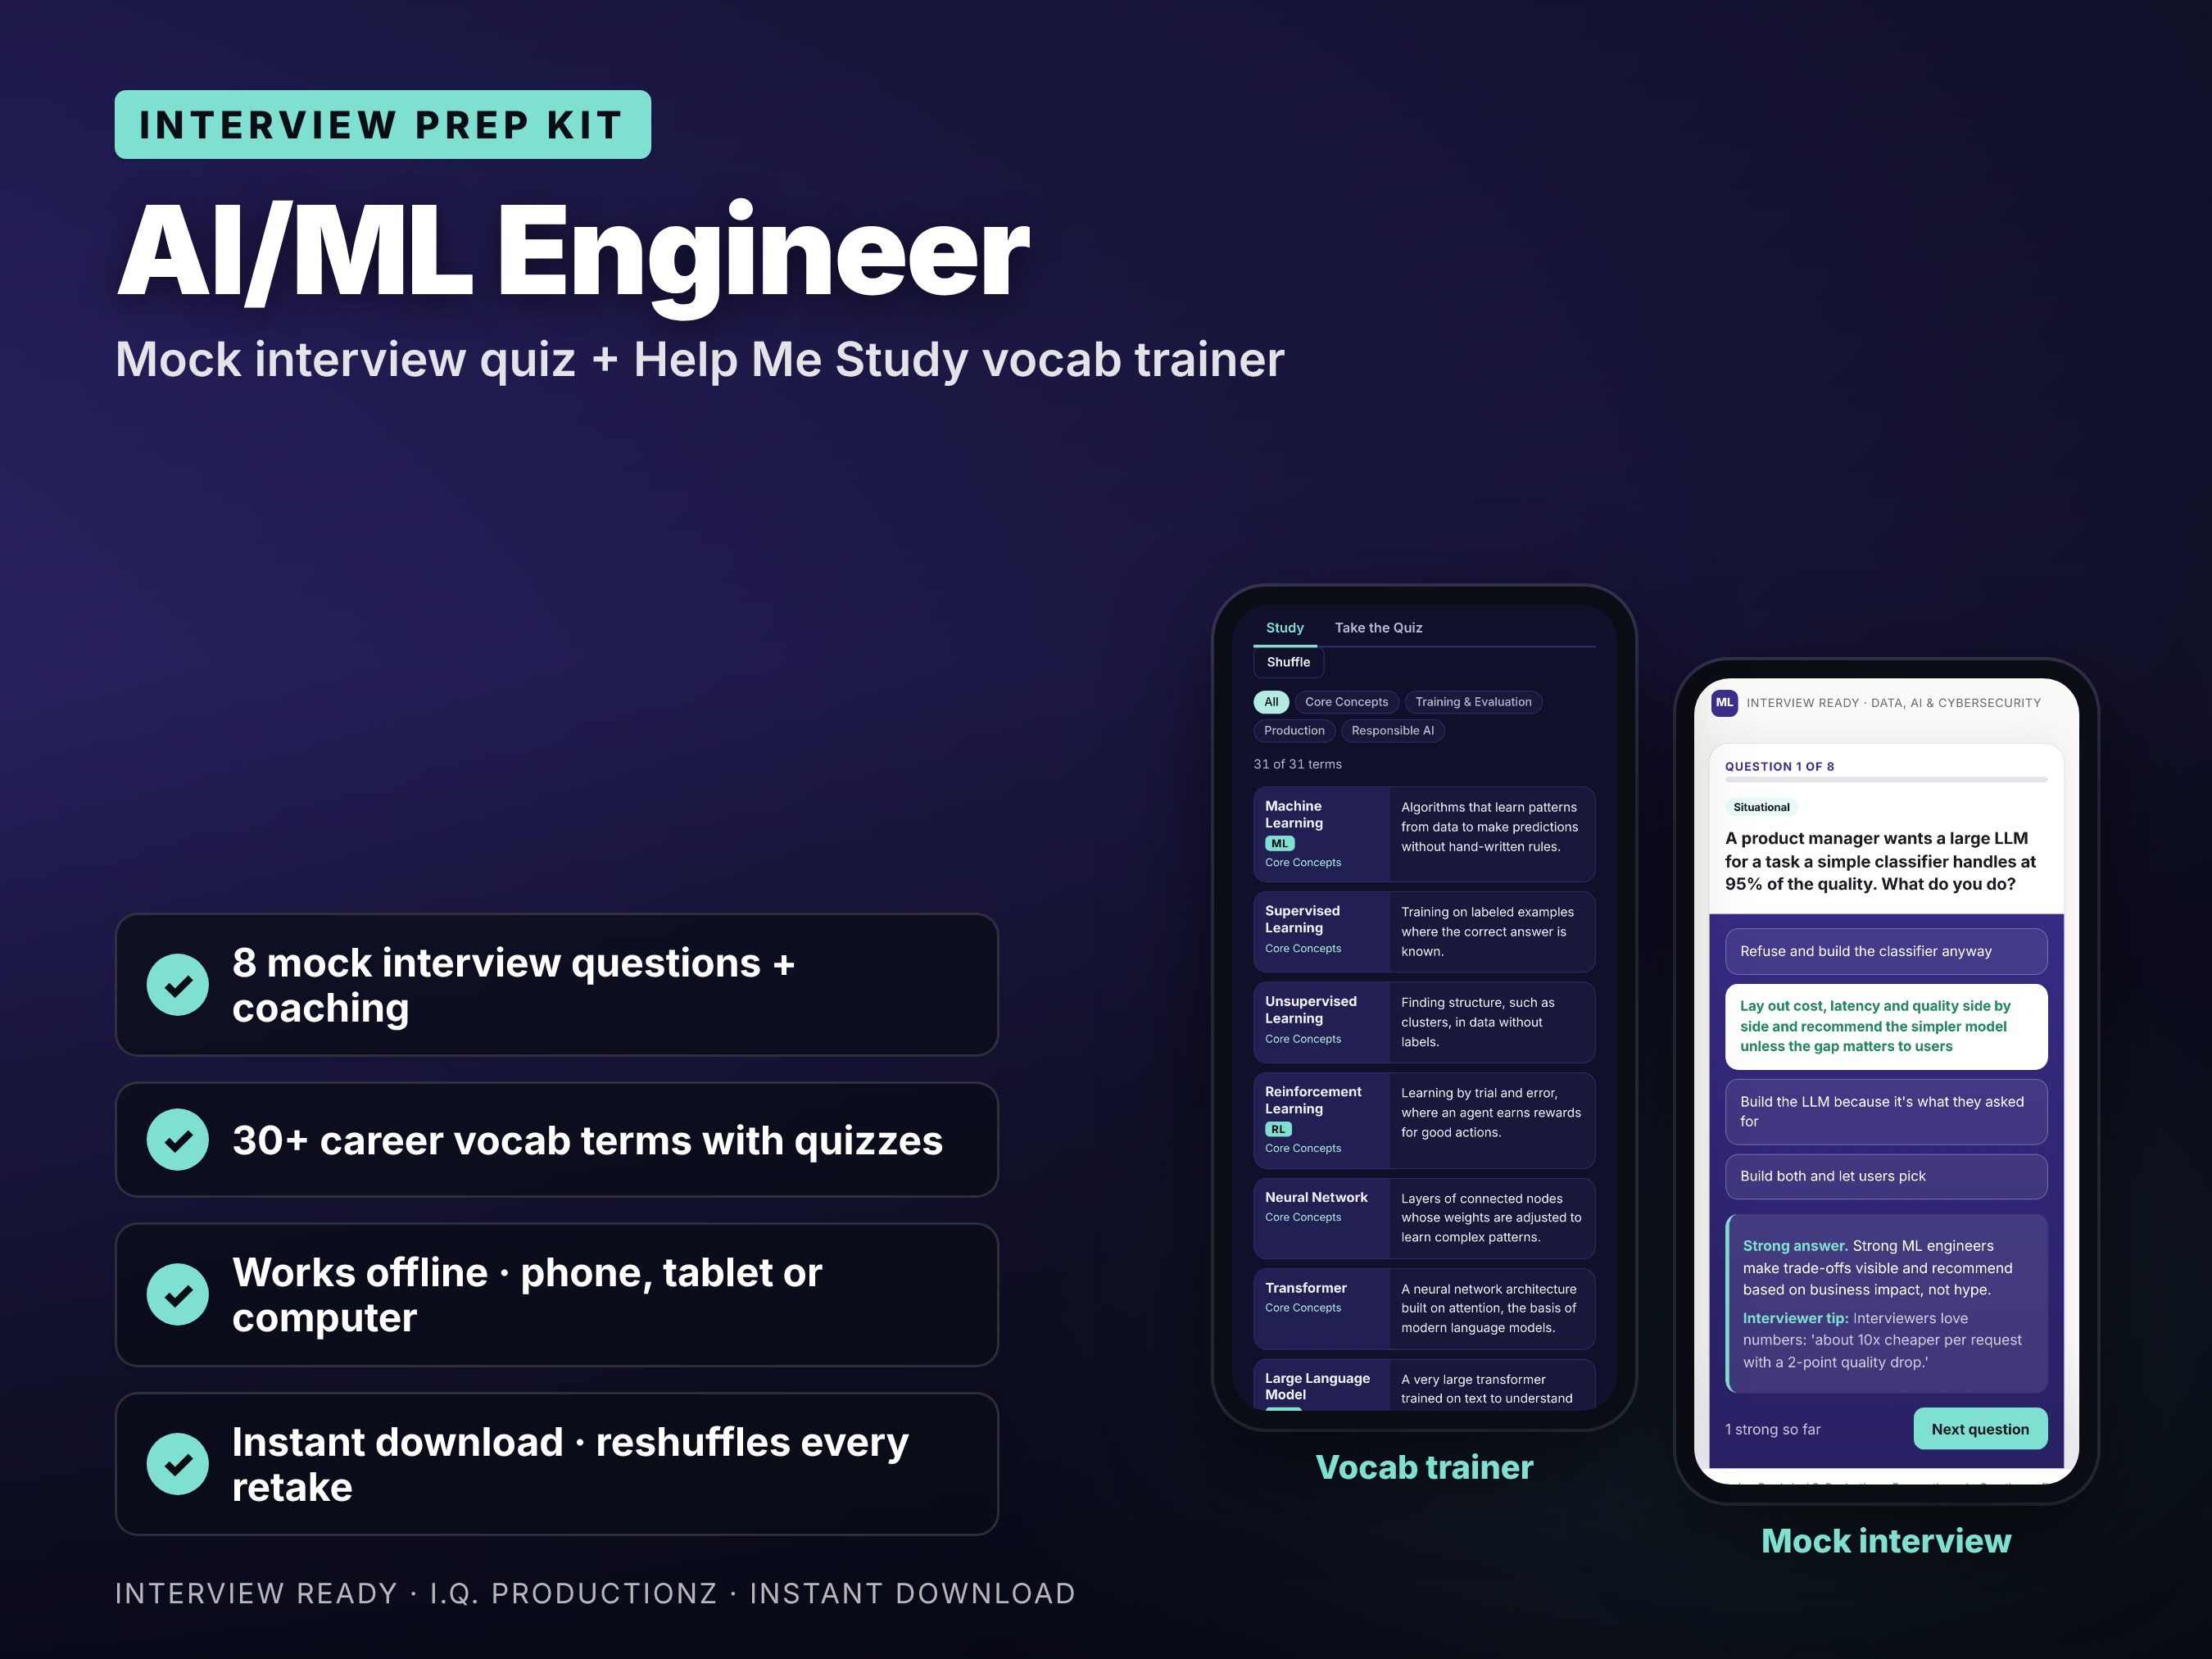 INTERVIEW PREP KIT
AI/ML Engineer
Mock interview quiz + Help Me Study vocab trainer
8 mock interview questions +
coaching
30+ career vocab terms with quizzes
Works offline · phone, tablet or
computer
Instant download · reshuffles every
retake
INTERVIEW READY · I.Q. PRODUCTIONZ · INSTANT DOWNLOAD
Study Take the Quiz
Shuffle
All Core Concepts Training & Evaluation
Production Responsible AI
31 of 31 terms
Machine
Learning
ML
Core Concepts
Algorithms that learn patterns
from data to make predictions
without hand-written rules.
Supervised
Learning
Core Concepts
Training on labeled examples
where the correct answer is
known.
Unsupervised
Learning
Core Concepts
Finding structure, such as
clusters, in data without
labels.
Reinforcement
Learning
RL
Core Concepts
Learning by trial and error,
where an agent earns rewards
for good actions.
Neural Network
Core Concepts
Layers of connected nodes
whose weights are adjusted to
learn complex patterns.
Transformer
Core Concepts
A neural network architecture
built on attention, the basis of
modern language models.
Large Language
Model
A very large transformer
trained on text to understand
Vocab trainer
ML INTERVIEW READY · DATA, AI & CYBERSECURITY
QUESTION 1 OF 8
Situational
A product manager wants a large LLM
for a task a simple classifier handles at
95% of the quality. What do you do?
Refuse and build the classifier anyway
Lay out cost, latency and quality side by
side and recommend the simpler model
unless the gap matters to users
Build the LLM because it's what they asked
for
Build both and let users pick
Strong answer. Strong ML engineers
make trade-offs visible and recommend
based on business impact, not hype.
Interviewer tip: Interviewers love
numbers: 'about 10x cheaper per request
with a 2-point quality drop.'
1 strong so far
Next question
Mock interview